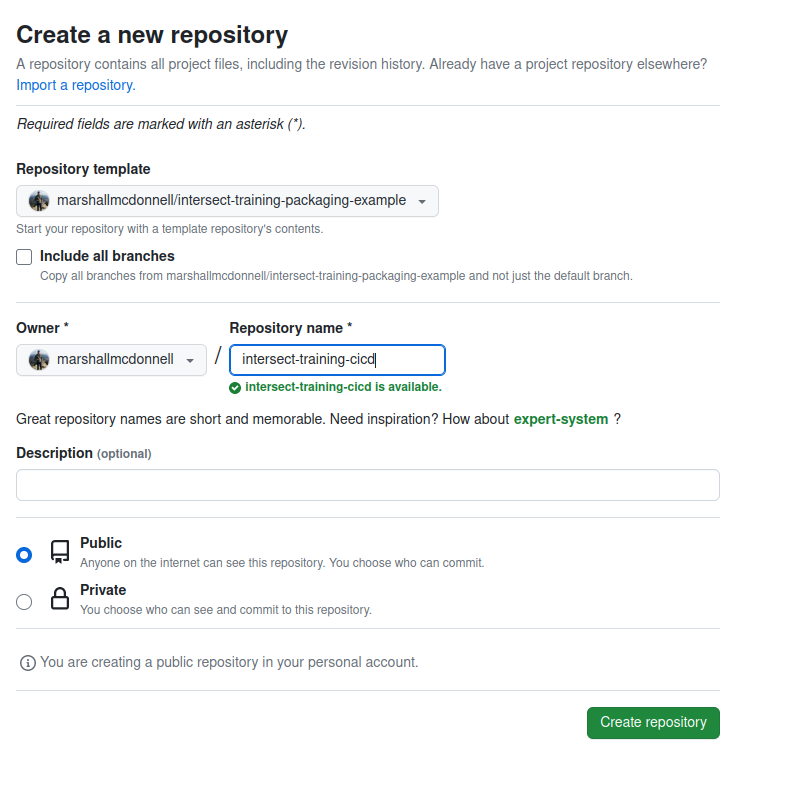 Create a new repository
A repository contains all project files, including the revision history. Already have a project repository elsewhere?
Import a repository.
Required fields are marked with an asterisk (*).
Repository template
marshallmcdonnell/intersect-training-packaging-example
Start your repository with a template repository's contents.
Include all branches
Copy all branches from marshallmcdonnell/intersect-training-packaging-example and not just the default branch.
Owner * Repository name *
marshallmcdonnell / intersect-training-cicd
intersect-training-cicd is available.
Great repository names are short and memorable. Need inspiration? How about expert-system ?
Description (optional)
Public
Anyone on the internet can see this repository. You choose who can commit.
Private
You choose who can see and commit to this repository.
You are creating a public repository in your personal account.
Create repository